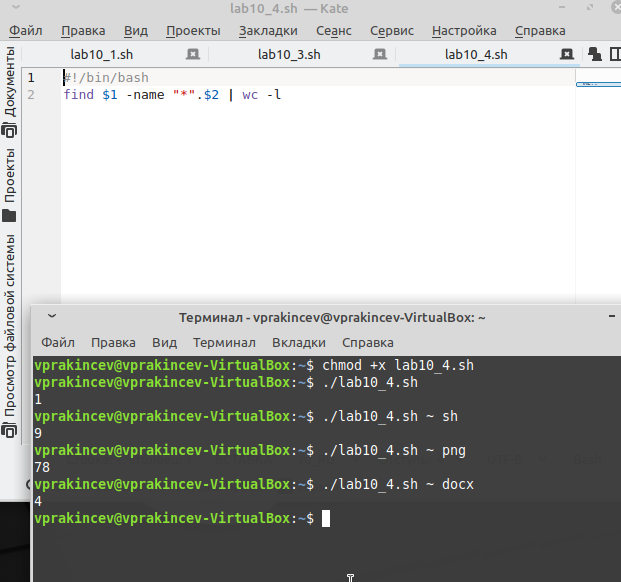 lab10_4.sh — Kate
Файл Правка Вид Проекты Закладки Сеанс Сервис Настройка Справка
lab10_1.sh lab10_3.sh lab10_4.sh
Документы
Проекты
Просмотр файловой системы
1 #!/bin/bash
2 find $1 -name "*".$2 | wc -l
Терминал - vprakincev@vprakincev-VirtualBox: ~
Файл Правка Вид Терминал Вкладки Справка
vprakincev@vprakincev-VirtualBox:~$ chmod +x lab10_4.sh
vprakincev@vprakincev-VirtualBox:~$ ./lab10_4.sh
1
vprakincev@vprakincev-VirtualBox:~$ ./lab10_4.sh ~ sh
9
vprakincev@vprakincev-VirtualBox:~$ ./lab10_4.sh ~ png
78
vprakincev@vprakincev-VirtualBox:~$ ./lab10_4.sh ~ docx
4
vprakincev@vprakincev-VirtualBox:~$